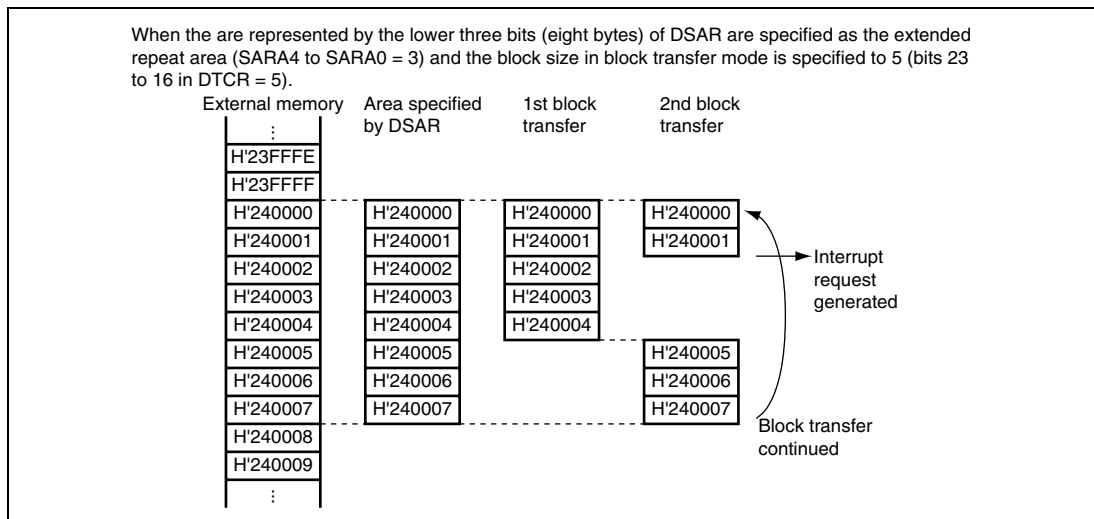 When the are represented by the lower three bits (eight bytes) of DSAR are specified as the extended
repeat area (SARA4 to SARA0 = 3) and the block size in block transfer mode is specified to 5 (bits 23
to 16 in DTCR = 5).
External memory
⋮
H'23FFFE
H'23FFFF
H'240000
H'240001
H'240002
H'240003
H'240004
H'240005
H'240006
H'240007
H'240008
H'240009
⋮
Area specified
by DSAR
H'240000
H'240001
H'240002
H'240003
H'240004
H'240005
H'240006
H'240007
1st block
transfer
H'240000
H'240001
H'240002
H'240003
H'240004
2nd block
transfer
H'240000
H'240001
H'240005
H'240006
H'240007
Interrupt
request
generated
Block transfer
continued